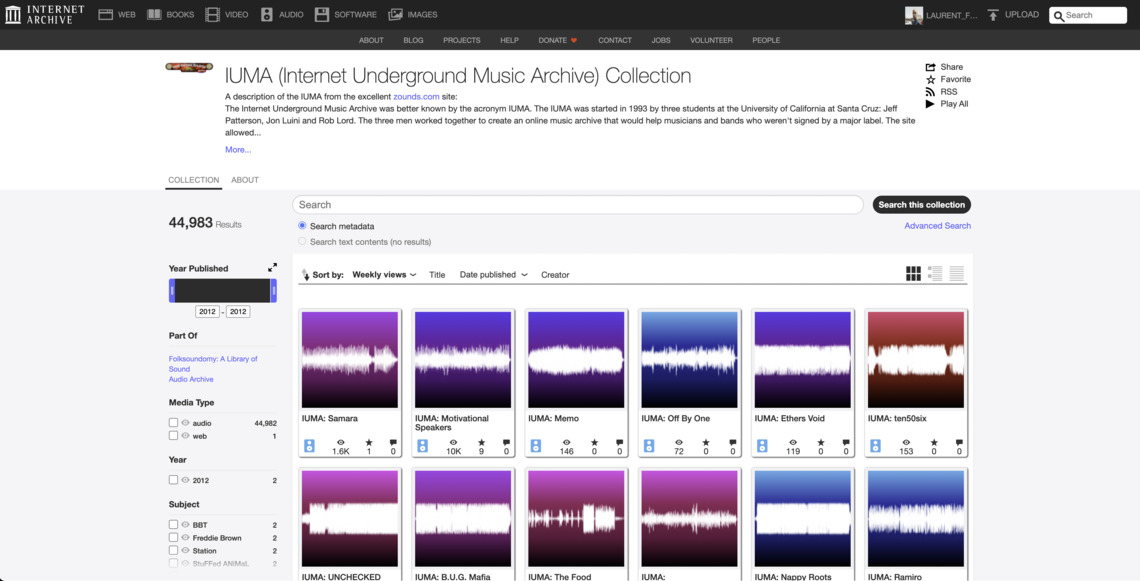 INTERNET
ARCHIVE
WEB
BOOKS
VIDEO
AUDIO
SOFTWARE
IMAGES
LAURENT_F...
UPLOAD
Search
ABOUT
BLOG
PROJECTS
HELP
DONATE
CONTACT
JOBS
VOLUNTEER
PEOPLE
IUMA (Internet Underground Music Archive) Collection
A description of the IUMA from the excellent zounds.com site:
The Internet Underground Music Archive was better known by the acronym IUMA. The IUMA was started in 1993 by three students at the University of California at Santa Cruz: Jeff
Patterson, Jon Luini and Rob Lord. The three men worked together to create an online music archive that would help musicians and bands who weren't signed by a major label. The site
allowed...
More...
Share
Favorite
RSS
Play All
COLLECTION
ABOUT
44,983 Results
Search
Search this collection
Search metadata
Search text contents (no results)
Advanced Search
Year Published
2012 - 2012
Part Of
Folksoundomy: A Library of
Sound
Audio Archive
Media Type
audio 44,982
web 1
Year
2012 2
Subject
BBT 2
Freddie Brown 2
Station 2
StuFFed ANiMaL 2
Sort by:
Weekly views
Title
Date published
Creator
IUMA: Samara
1.6K 1 0
IUMA: Motivational
Speakers
10K 9 0
IUMA: Memo
146 0 0
IUMA: Off By One
72 0 0
IUMA: Ethers Void
119 0 0
IUMA: ten50six
153 0 0
IUMA: UNCHECKED
IUMA: B.U.G. Mafia
IUMA: The Food
IUMA:
IUMA: Nappy Roots
IUMA: Ramiro